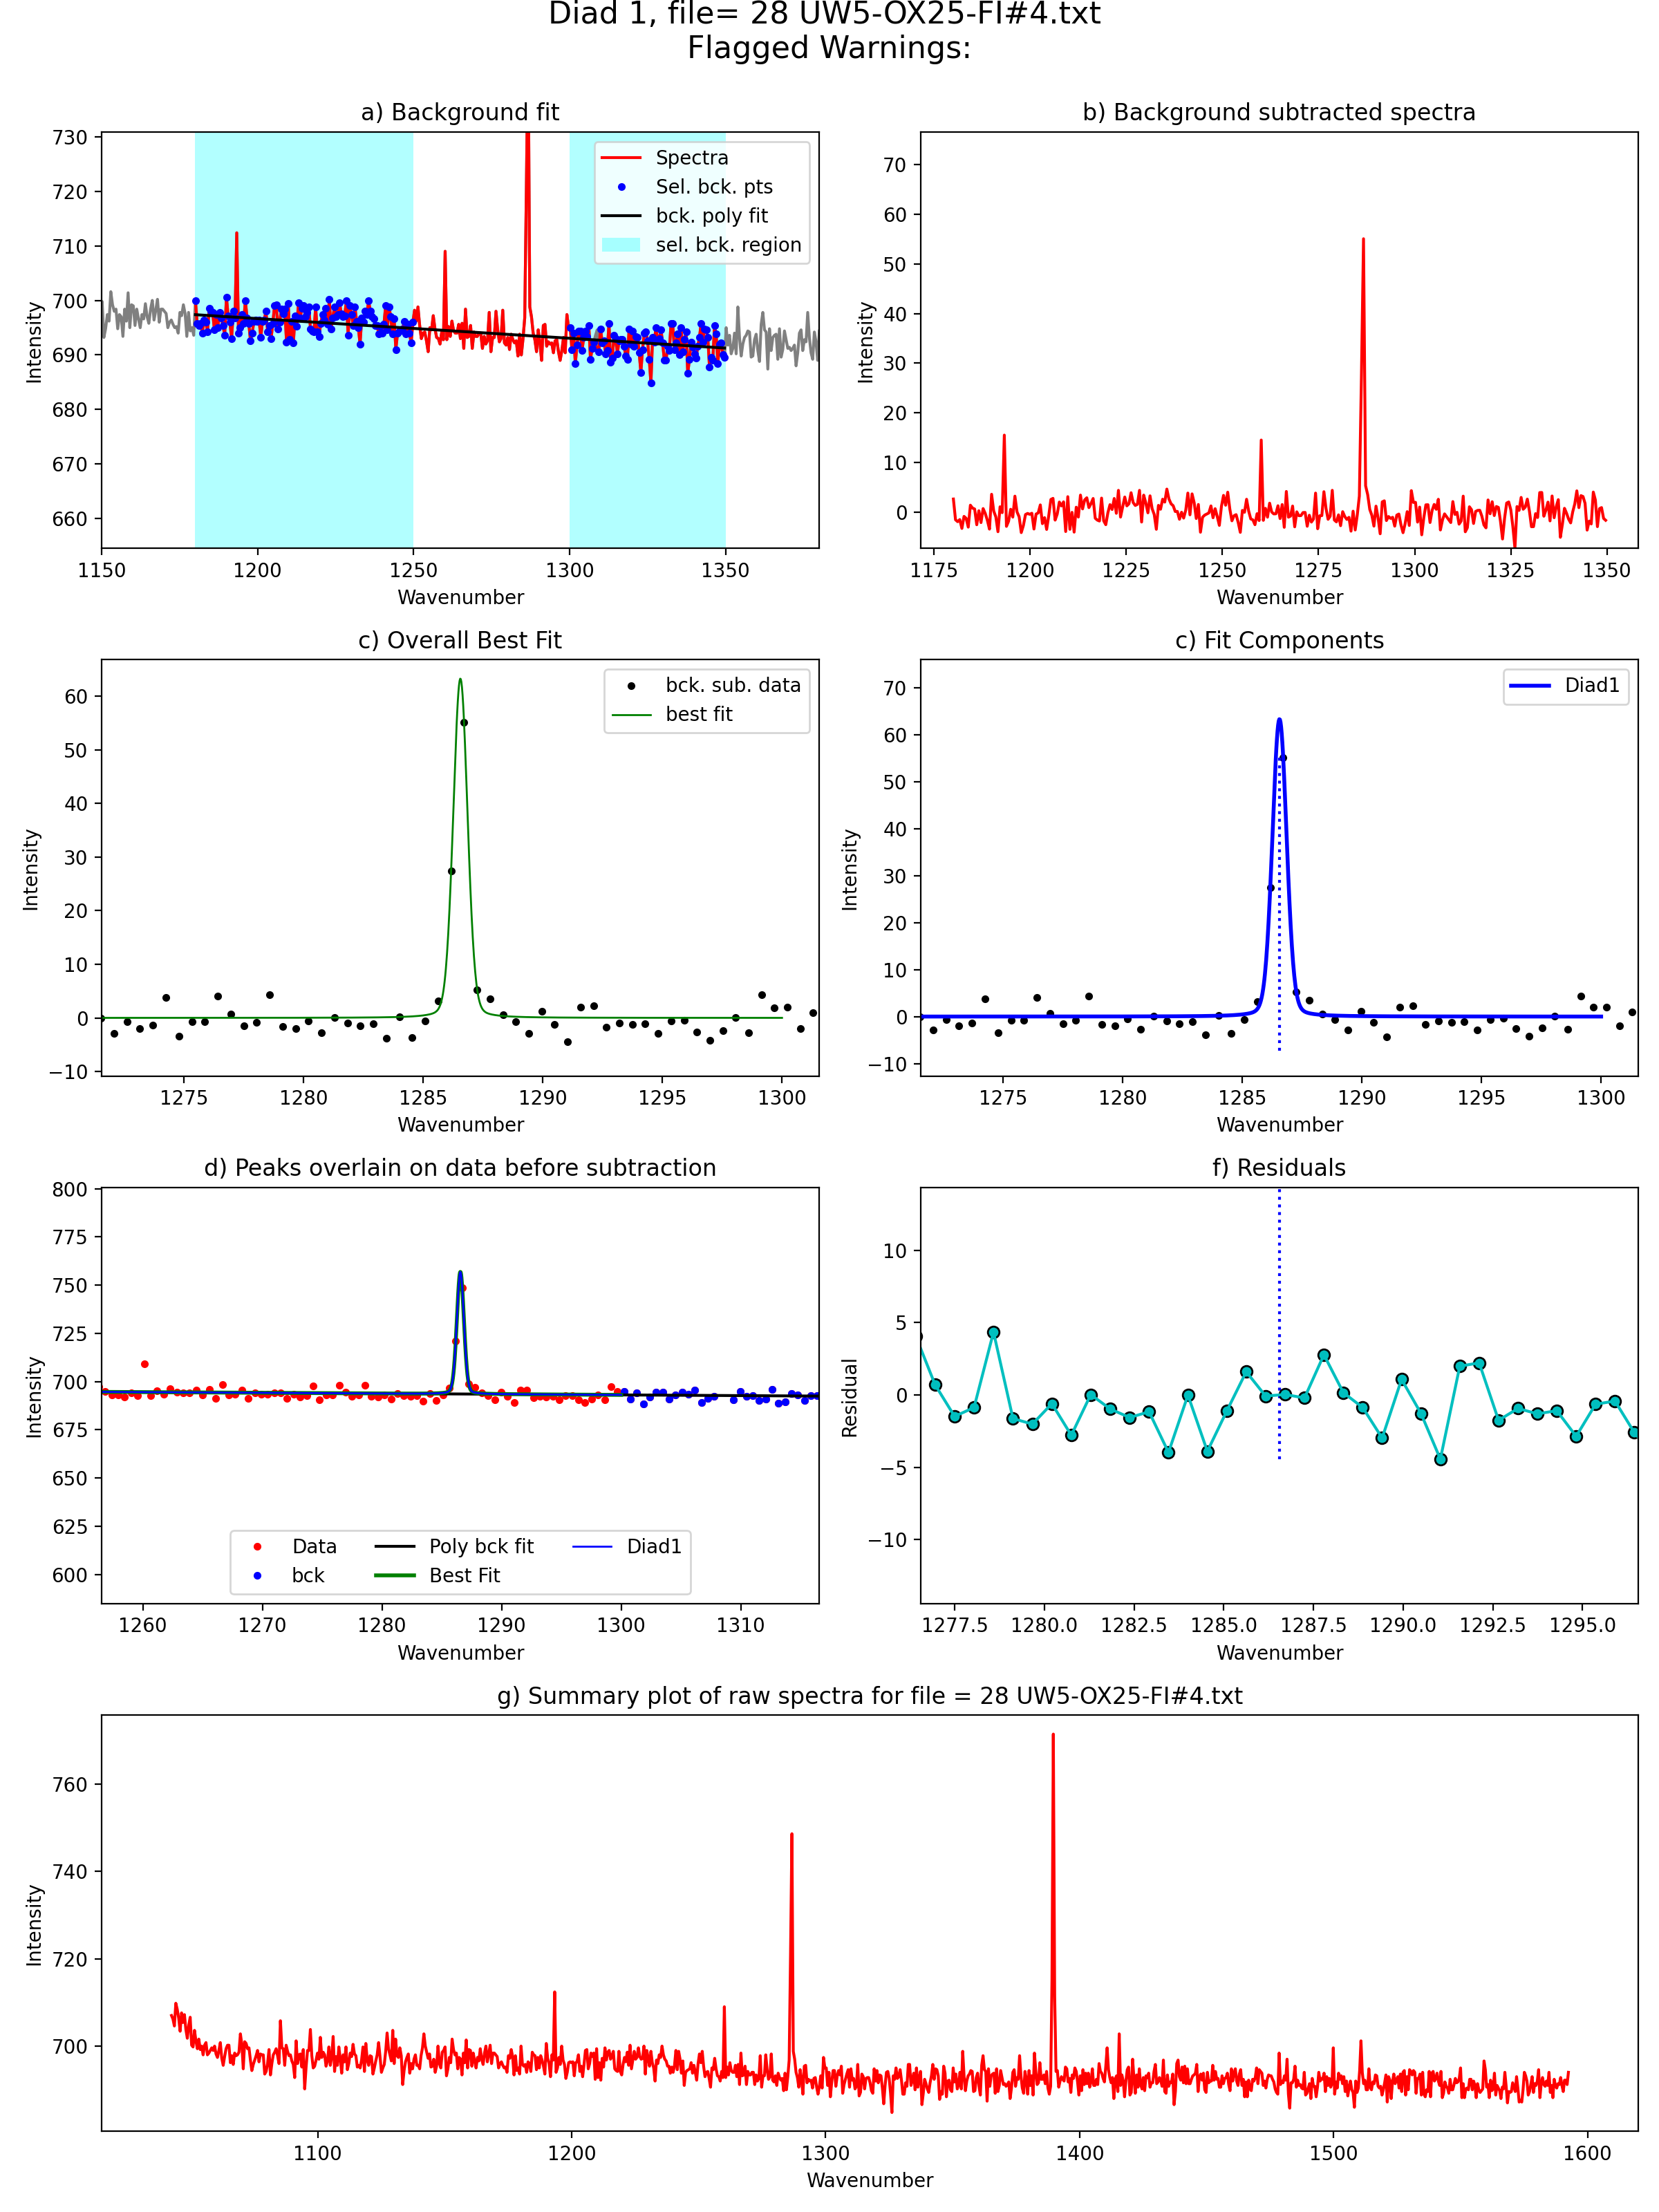 Diad 1, file= 28 UW5-OX25-FI#4.txt
Flagged Warnings:
a) Background fit
730
720
710
700
690
680
670
660
Intensity
Spectra
Sel. bck. pts
bck. poly fit
sel. bck. region
1150
1200
1250
1300
1350
Wavenumber
b) Background subtracted spectra
70
60
50
40
30
20
10
0
Intensity
1175
1200
1225
1250
1275
1300
1325
1350
Wavenumber
c) Overall Best Fit
60
50
40
30
20
10
0
−10
Intensity
bck. sub. data
best fit
1275
1280
1285
1290
1295
1300
Wavenumber
c) Fit Components
70
60
50
40
30
20
10
0
−10
Intensity
Diad1
1275
1280
1285
1290
1295
1300
Wavenumber
d) Peaks overlain on data before subtraction
800
775
750
725
700
675
650
625
600
Intensity
Data
bck
Poly bck fit
Best Fit
Diad1
1260
1270
1280
1290
1300
1310
Wavenumber
f) Residuals
10
5
0
−5
−10
Residual
1277.5
1280.0
1282.5
1285.0
1287.5
1290.0
1292.5
1295.0
Wavenumber
g) Summary plot of raw spectra for file = 28 UW5-OX25-FI#4.txt
760
740
720
700
Intensity
1100
1200
1300
1400
1500
1600
Wavenumber